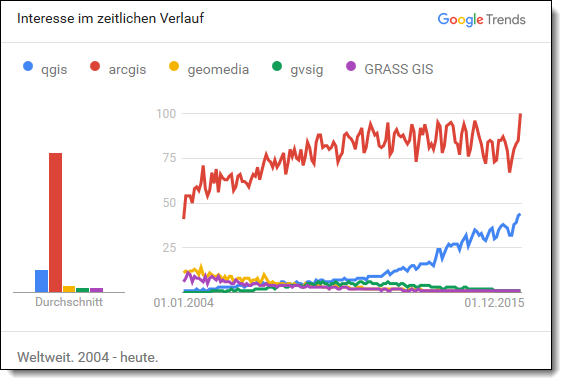 Interesse im zeitlichen Verlauf
Google Trends
qgis arcgis geomedia gvsig GRASS GIS
100
75
50
25
Durchschnitt
01.01.2004 01.12.2015
Weltweit. 2004 - heute.